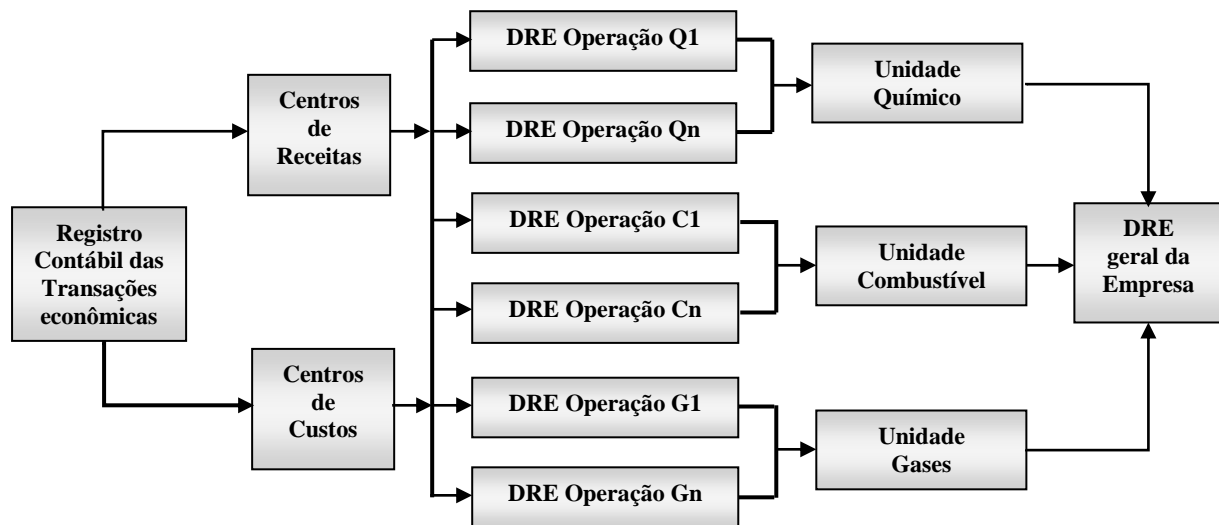 Registro
Contábil das
Transações
econômicas
Centros
de
Receitas
Centros
de
Custos
DRE Operação Q1
DRE Operação Qn
DRE Operação C1
DRE Operação Cn
DRE Operação G1
DRE Operação Gn
Unidade
Químico
Unidade
Combustível
Unidade
Gases
DRE
geral da
Empresa